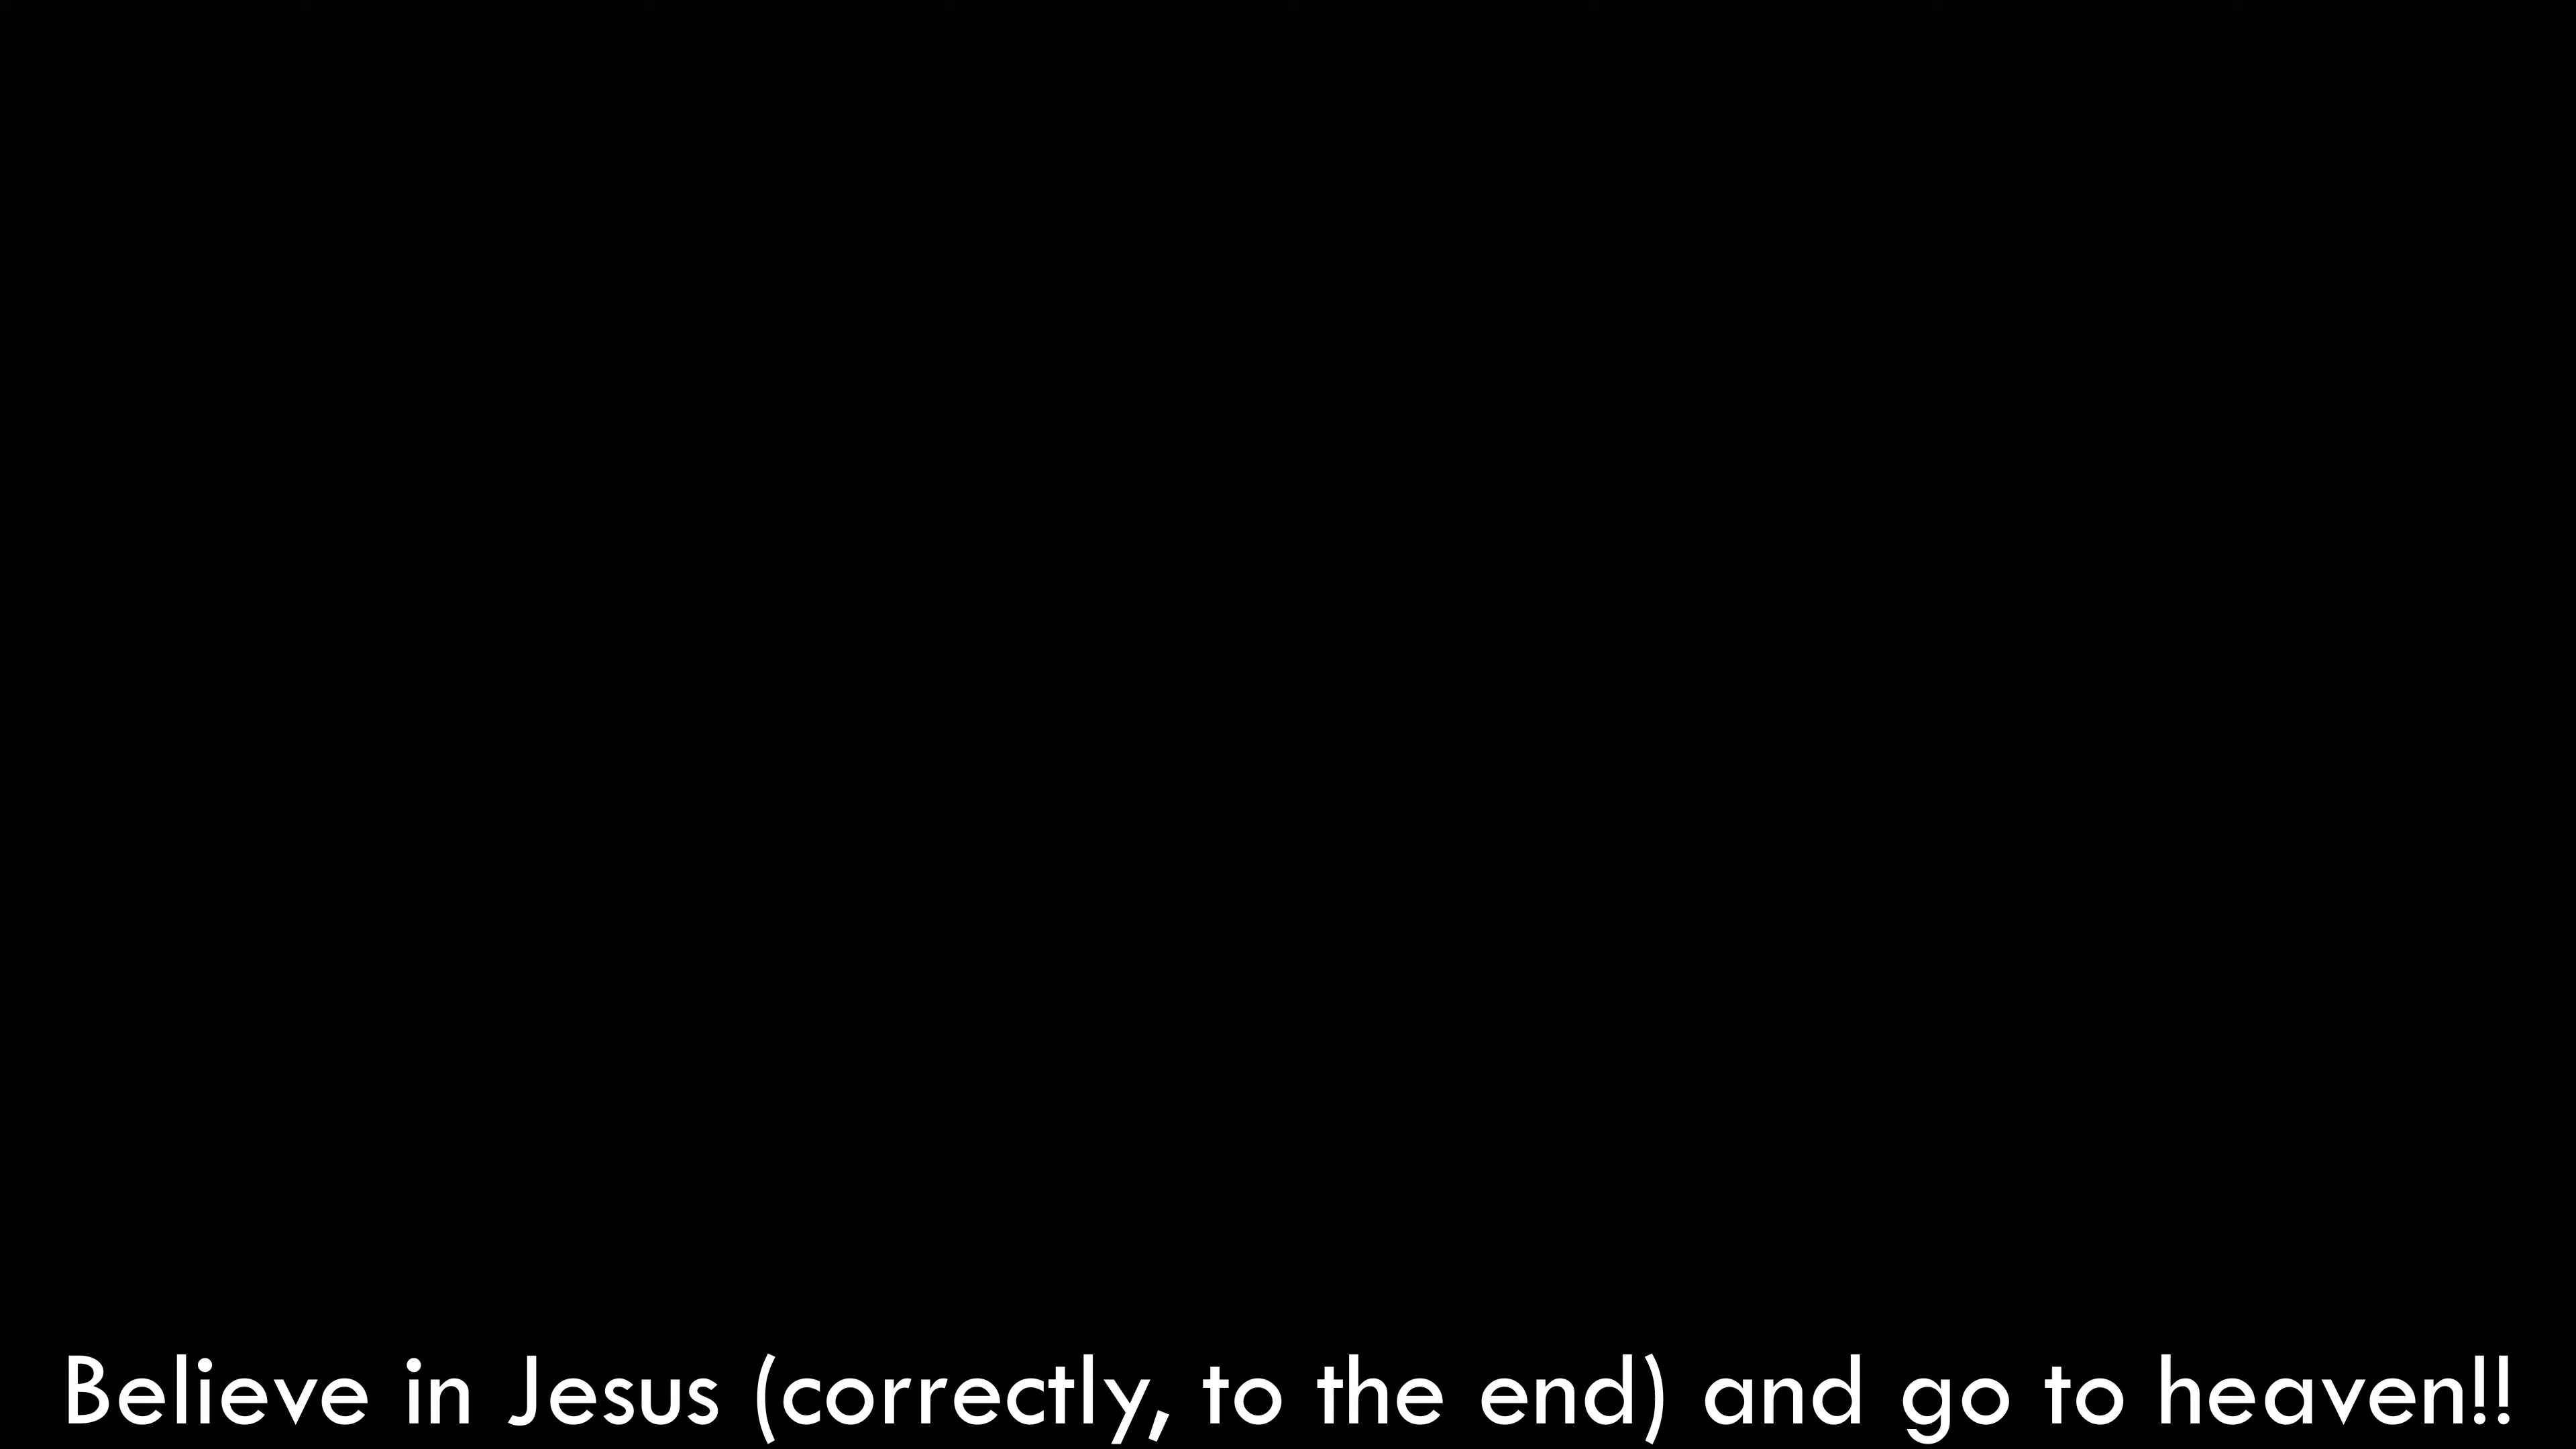 Believe in Jesus (correctly, to the end) and go to heaven!!